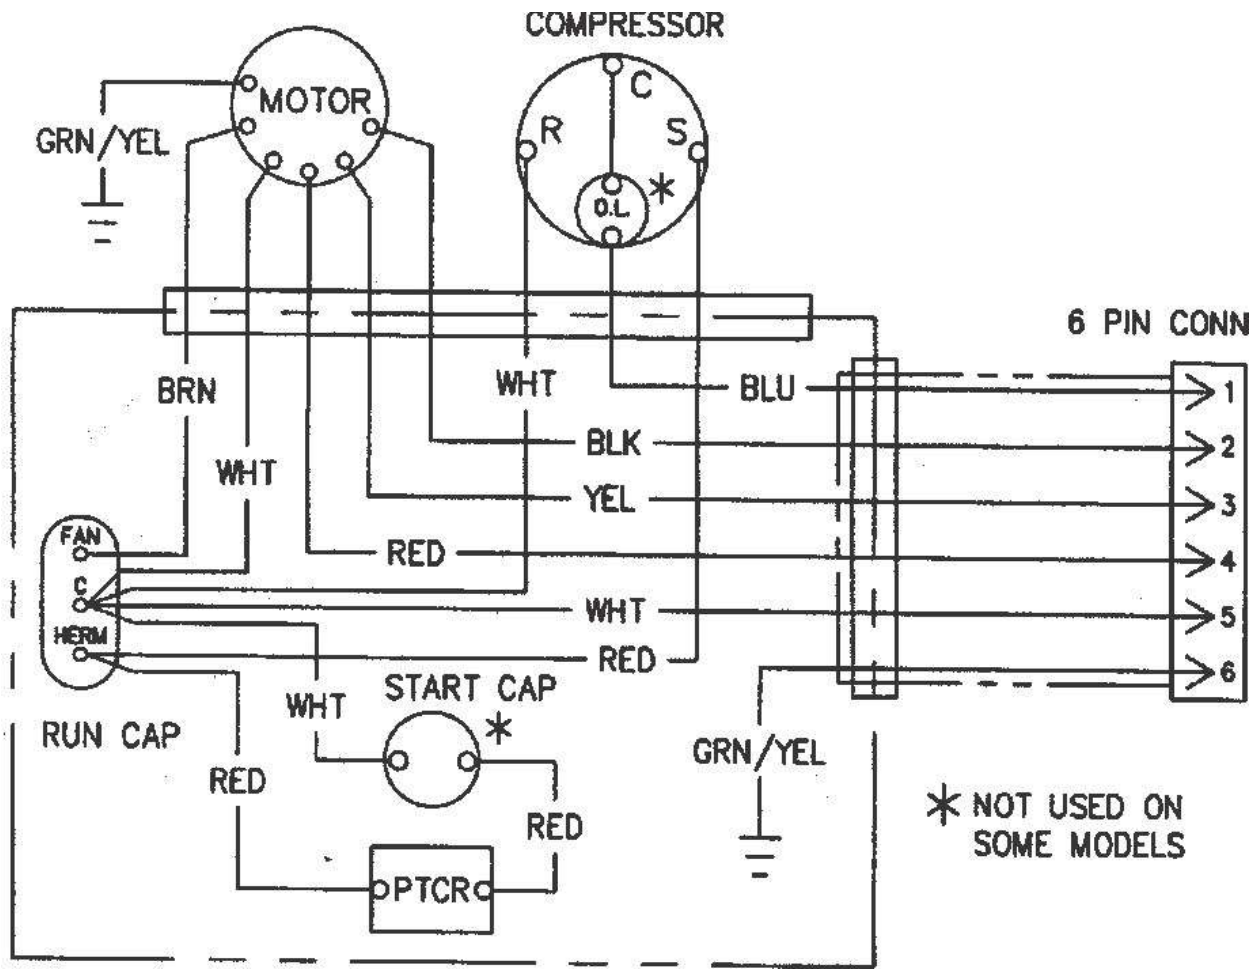 COMPRESSOR
MOTOR
C
R
S
GRN/YEL
O.L.
*
6 PIN CONN
BRN
WHT
BLU
1
BLK
2
WHT
YEL
3
FAN
RED
4
C
WHT
5
HERM
RED
6
START CAP
*
WHT
RUN CAP
GRN/YEL
RED
* NOT USED ON
SOME MODELS
RED
PTCR